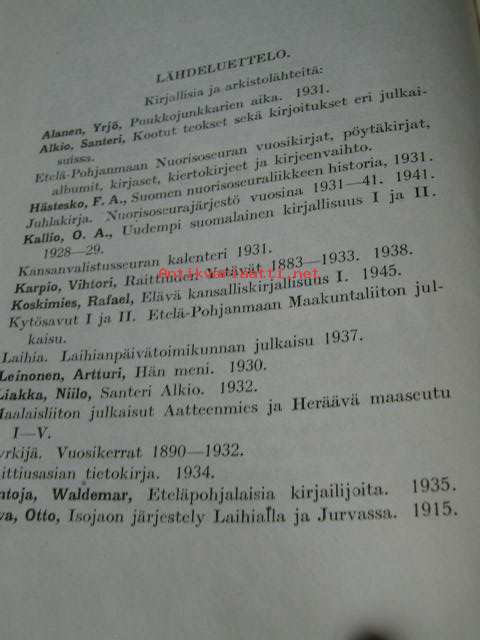 LÄHDELUETTELO.
Kirjallisia ja arkistolähteitä:
Alanen, Yrjö, Puukkojunkkarien aika. 1931.
Alkio, Santeri, Kootut teokset sekä kirjoitukset eri julkai-
suissa.
Etelä-Pohjanmaan Nuorisoseuran vuosikirjat, pöytäkirjat,
albumit, kirjaset, kiertokirjeet ja kirjeenvaihto.
Hästesko, F. A., Suomen nuorisoseuraliikkeen historia, 1931.
Juhlakirja. Nuorisoseurajärjestö vuosina 1931—41. 1941.
Kallio, O. A., Uudempi suomalainen kirjallisuus I ja II.
1928—29.
Kansanvalistusseuran kalenteri 1931.
Karpio, Vihtori, Raittiuden ystävät 1883—1933. 1938.
Antikvariaatti.net
Koskimies, Rafael, Elävä kansalliskirjallisuus I. 1945.
Kytösavut I ja II. Etelä-Pohjanmaan Maakuntaliiton jul-
kaisu.
Laihia. Laihianpäivätoimikunnan julkaisu 1937.
Leinonen, Artturi, Hän meni. 1930.
Liakka, Niilo, Santeri Alkio. 1932.
Maalaisliiton julkaisut Aatteenmies ja Heräävä maaseutu
I—V.
yrkijä. Vuosikerrat 1890—1932.
ittiusasian tietokirja. 1934.
ntoja, Waldemar, Eteläpohjalaisia kirjailijoita. 1935.
va, Otto, Isojaon järjestely Laihialla ja Jurvassa. 1915.